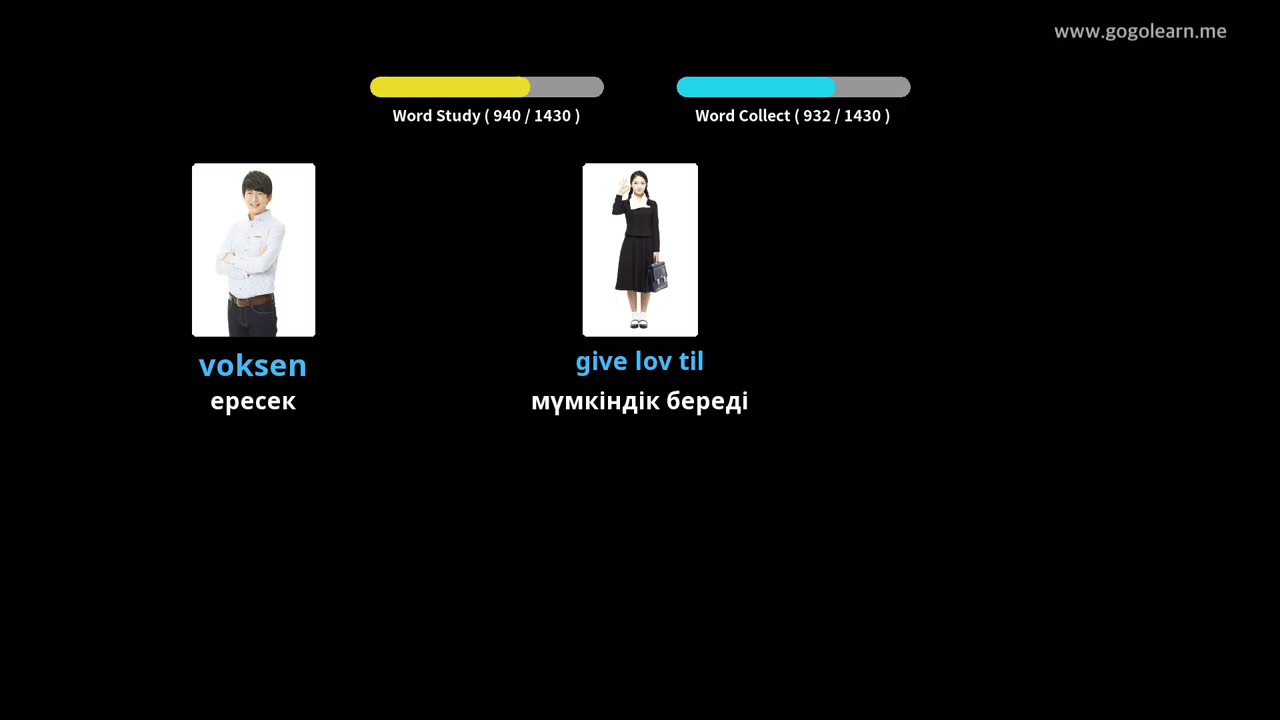 www.gogolearn.me
Word Study ( 940 / 1430 )
Word Collect ( 932 / 1430 )
voksen
ересек
give lov til
мүмкіндік береді